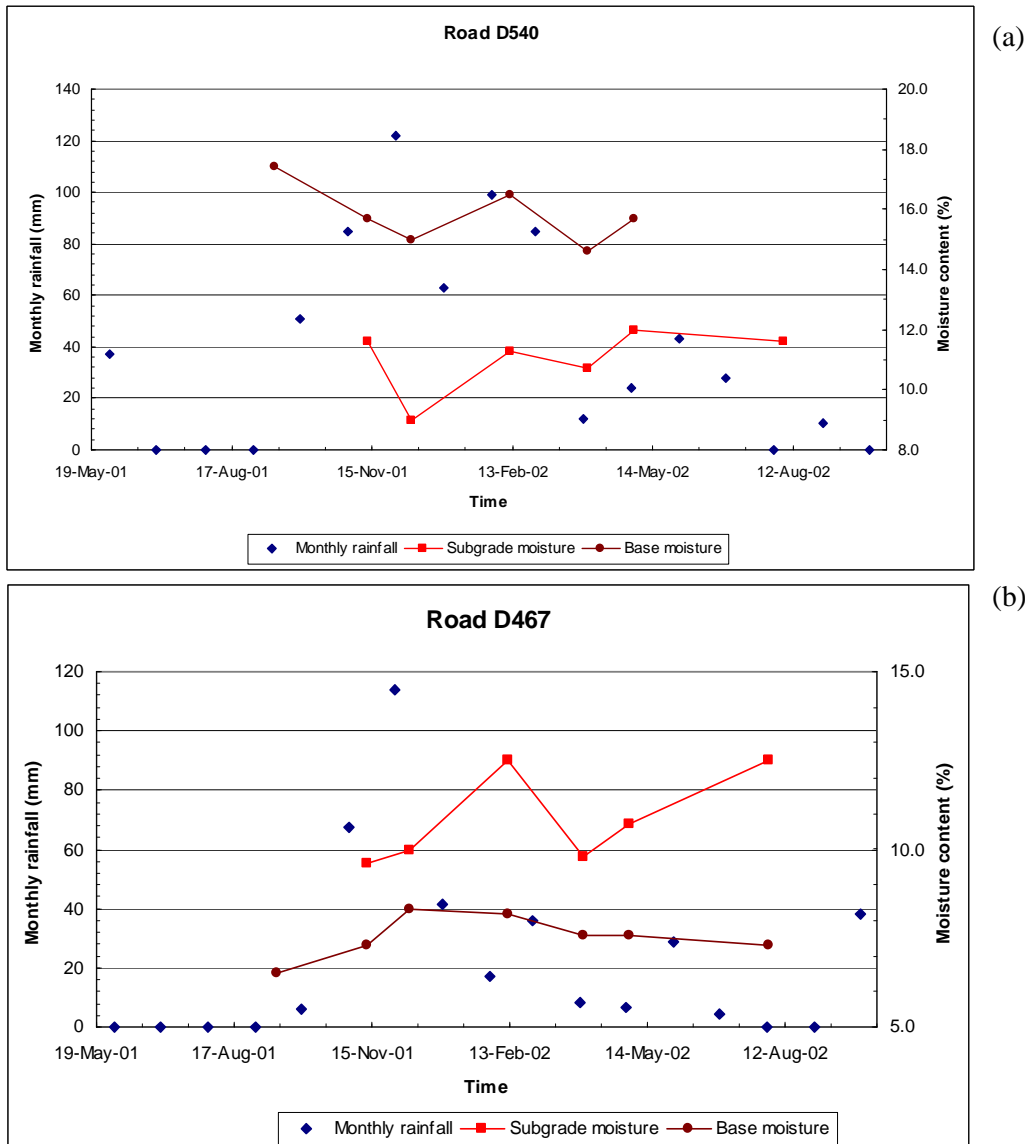 (a)
Road D540
140
120
100
80
60
40
20
0
Monthly rainfall (mm)
20.0
18.0
16.0
14.0
12.0
10.0
8.0
Moisture content (%)
19-May-01 17-Aug-01 15-Nov-01 13-Feb-02 14-May-02 12-Aug-02
Time
Monthly rainfall Subgrade moisture Base moisture
(b)
Road D467
120
100
80
60
40
20
0
Monthly rainfall (mm)
15.0
10.0
5.0
Moisture content (%)
19-May-01 17-Aug-01 15-Nov-01 13-Feb-02 14-May-02 12-Aug-02
Time
Monthly rainfall Subgrade moisture Base moisture